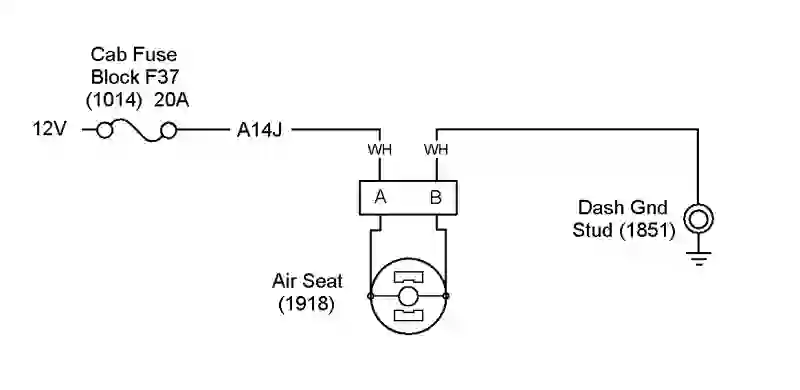 Cab Fuse
Block F37
(1014) 20A
12V
A14J
WH
WH
A
B
Dash Gnd
Stud (1851)
Air Seat
(1918)